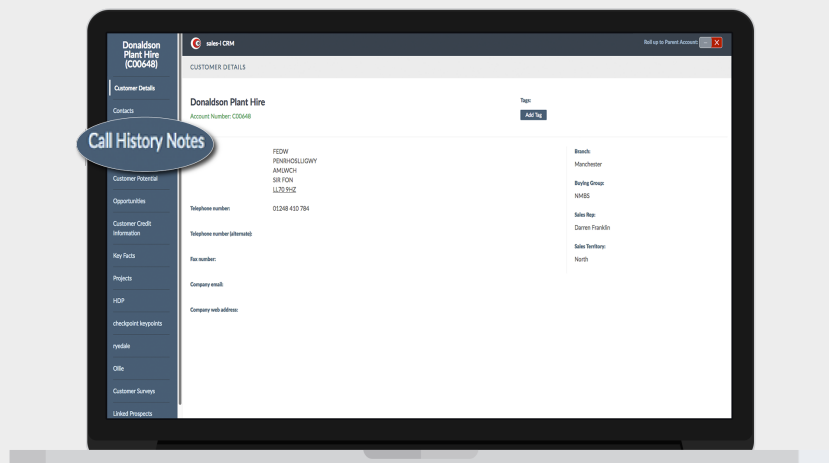 Donaldson
Plant Hire
(C00648)
Customer Details
Contacts
Call History Notes
Customer Potential
Opportunities
Customer Credit
Information
Key Facts
Projects
HDP
checkpoint keypoints
ryedale
Ollie
Customer Surveys
Linked Prospects
sales-i CRM
Roll up to Parent Account:
X
CUSTOMER DETAILS
Donaldson Plant Hire
Account Number: C00648
Tags:
Add Tag
FEDW
PENRHOSLLIGWY
AMLWCH
SIR FON
LL70 9HZ
Telephone number: 01248 410 784
Telephone number (alternate):
Fax number:
Company email:
Company web address:
Branch:
Manchester
Buying Group:
NMBS
Sales Rep:
Darren Franklin
Sales Territory:
North